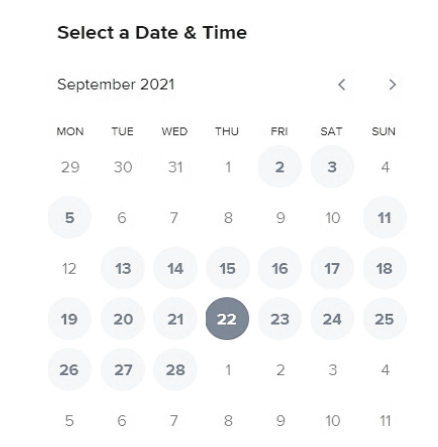 Select a Date & Time
September 2021 < >
MON TUE WED THU FRI SAT SUN
29 30 31 1 2 3 4
5 6 7 8 9 10 11
12 13 14 15 16 17 18
19 20 21 22 23 24 25
26 27 28 1 2 3 4
5 6 7 8 9 10 11